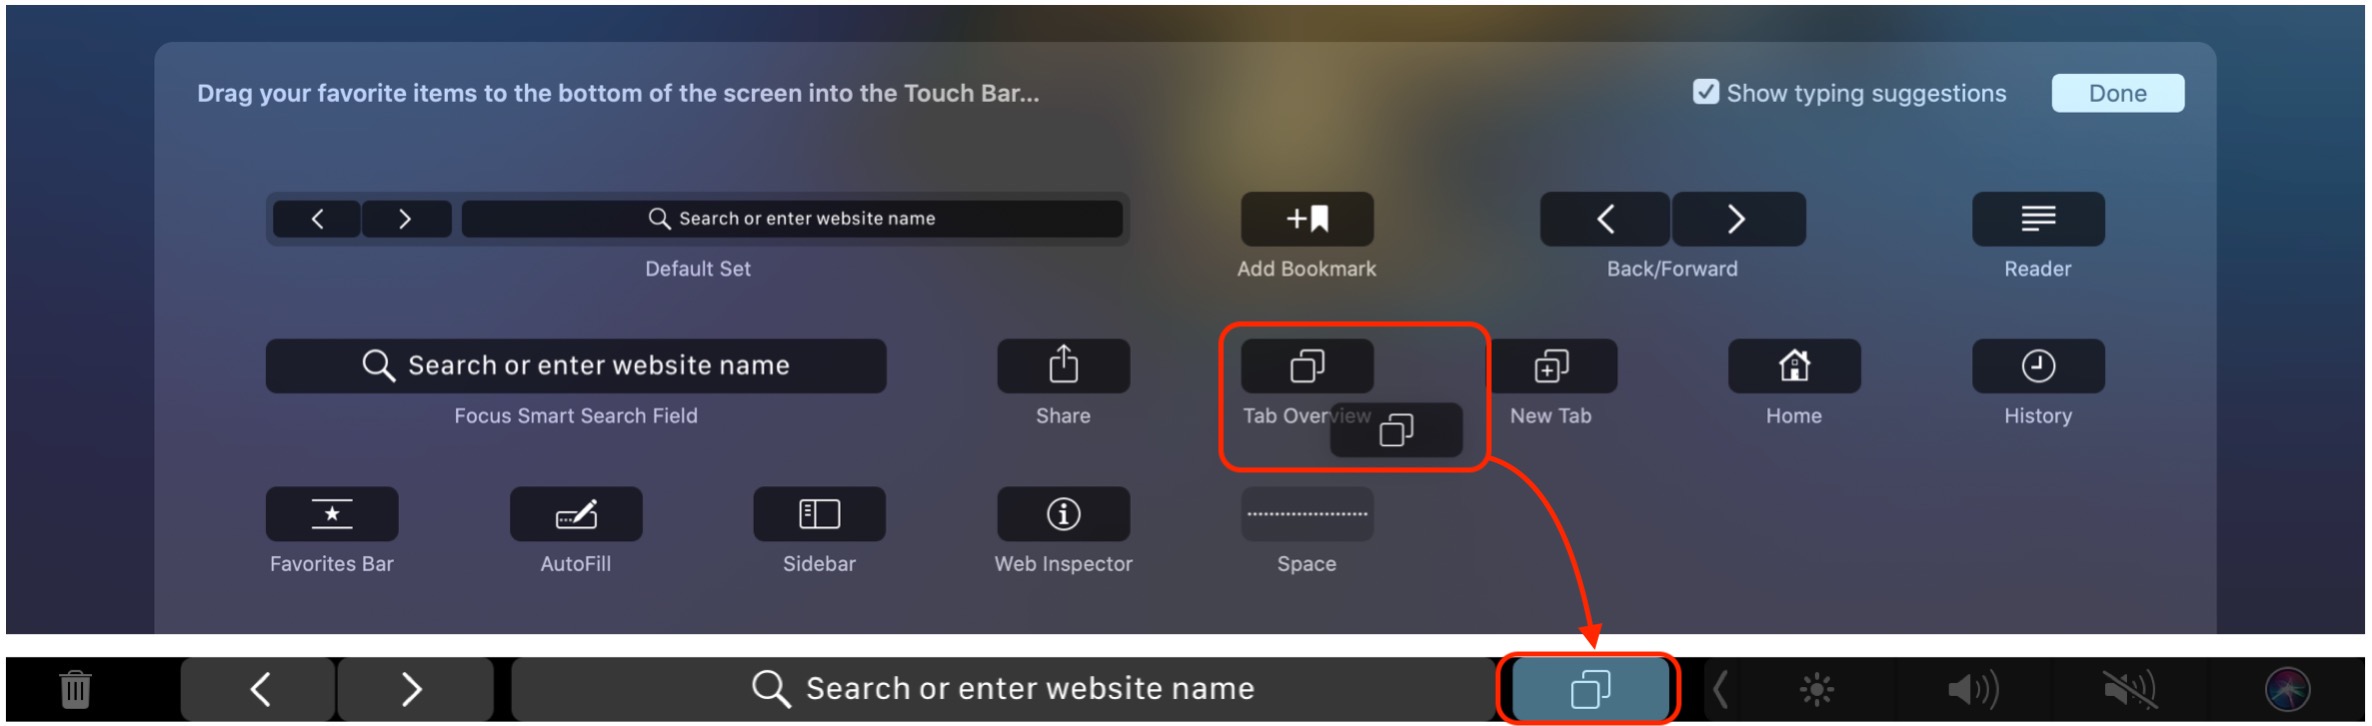 Drag your favorite items to the bottom of the screen into the Touch Bar...
Show typing suggestions
Done
Search or enter website name
Default Set
Add Bookmark
Back/Forward
Reader
Search or enter website name
Focus Smart Search Field
Share
Tab Overview
New Tab
Home
History
Favorites Bar
AutoFill
Sidebar
Web Inspector
Space
Search or enter website name